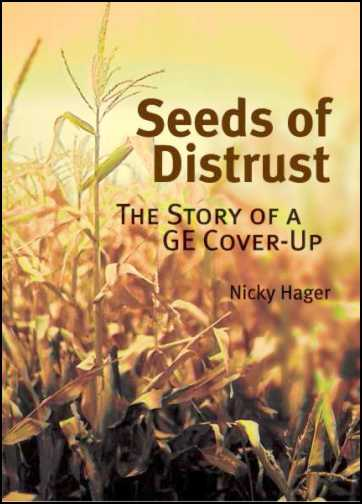 Seeds of
Distrust
The Story of a
GE Cover-Up
Nicky Hager